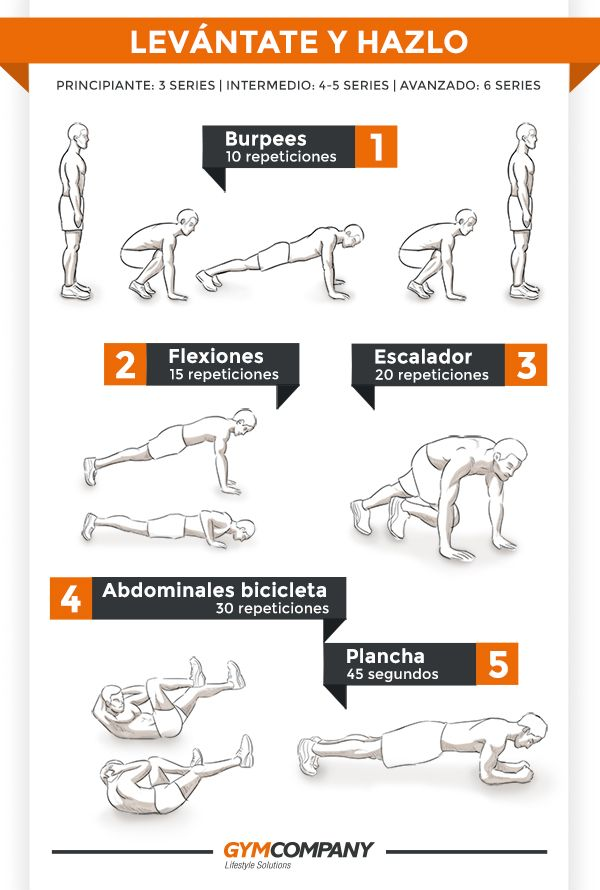 LEVÁNTATE Y HAZLO
PRINCIPIANTE: 3 SERIES | INTERMEDIO: 4-5 SERIES | AVANZADO: 6 SERIES
Burpees
10 repeticiones
1
2
Flexiones
15 repeticiones
Escalador
20 repeticiones
3
4
Abdominales bicicleta
30 repeticiones
Plancha
45 segundos
5
GYMCOMPANY
Lifestyle Solutions